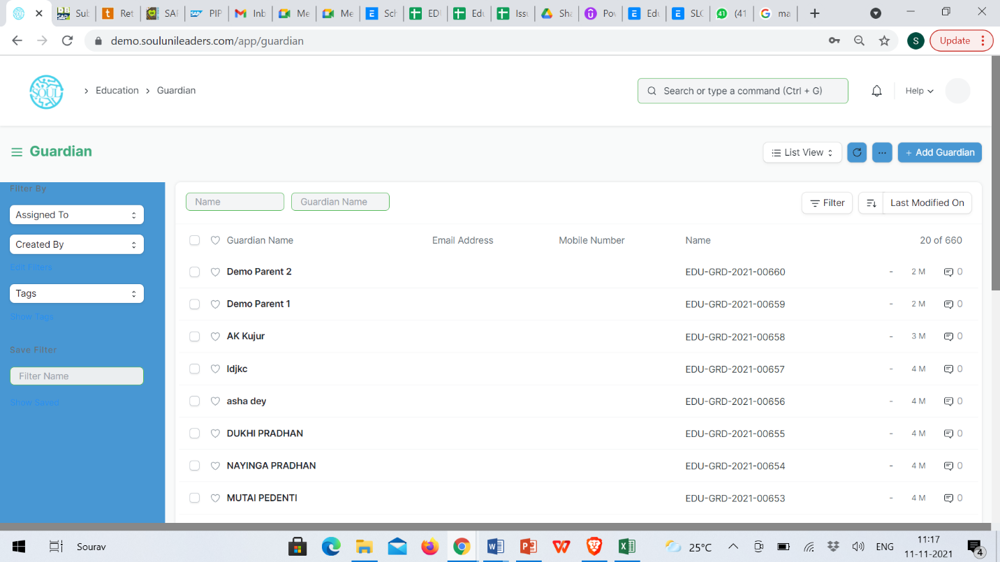 Sub
Ret
SAP
PIP
Inb
Me
Me
Sch
EDU
Edu
Issu
Sha
Pov
Edu
SLC
(41
ma
demo.soulunileaders.com/app/guardian
S
Update
SOUL
Education
Guardian
Search or type a command (Ctrl + G)
Help
Guardian
List View
+ Add Guardian
Filter By
Assigned To
Created By
Edit Filters
Tags
Show Tags
Save Filter
Filter Name
Show Saved
Name
Guardian Name
Filter
Last Modified On
Guardian Name Email Address Mobile Number Name 20 of 660
Demo Parent 2 EDU-GRD-2021-00660 - 2 M 0
Demo Parent 1 EDU-GRD-2021-00659 - 2 M 0
AK Kujur EDU-GRD-2021-00658 - 3 M 0
ldjkc EDU-GRD-2021-00657 - 4 M 0
asha dey EDU-GRD-2021-00656 - 4 M 0
DUKHI PRADHAN EDU-GRD-2021-00655 - 4 M 0
NAYINGA PRADHAN EDU-GRD-2021-00654 - 4 M 0
MUTAI PEDENTI EDU-GRD-2021-00653 - 4 M 0
Sourav
25°C
ENG
11:17
11-11-2021
4